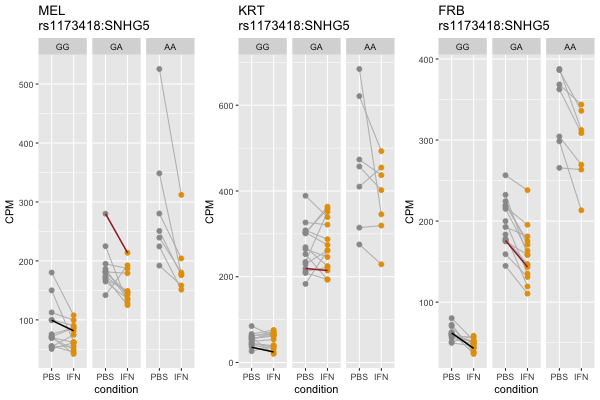 MEL
rs1173418:SNHG5
GG GA AA
500
400
300
200
100
CPM
PBS IFN PBS IFN PBS IFN
condition
KRT
rs1173418:SNHG5
GG GA AA
600
400
200
0
CPM
PBS IFN PBS IFN PBS IFN
condition
FRB
rs1173418:SNHG5
GG GA AA
400
300
200
100
CPM
PBS IFN PBS IFN PBS IFN
condition